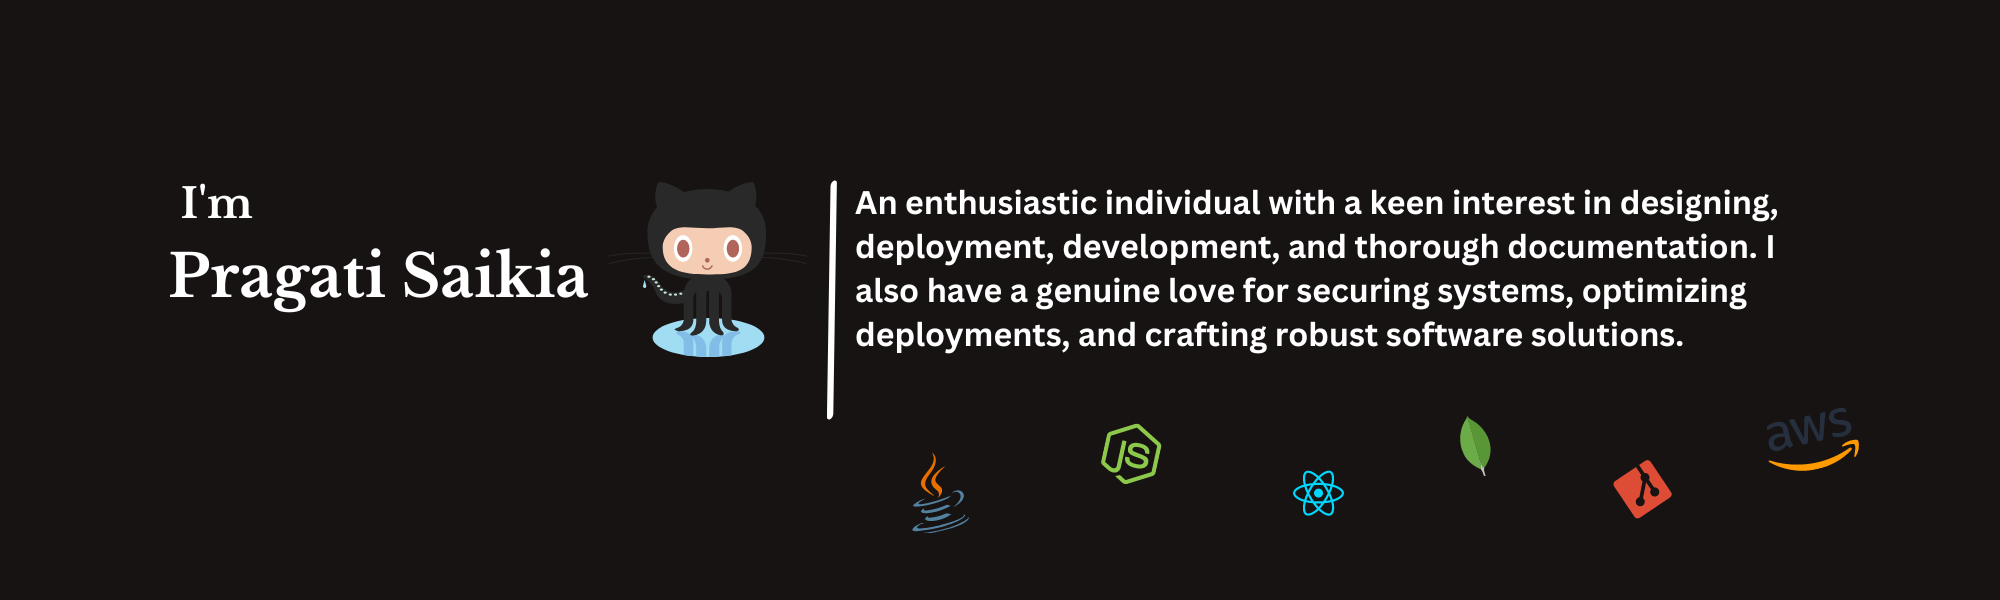 I'm
Pragati Saikia
An enthusiastic individual with a keen interest in designing,
deployment, development, and thorough documentation. I
also have a genuine love for securing systems, optimizing
deployments, and crafting robust software solutions.
JS
aws